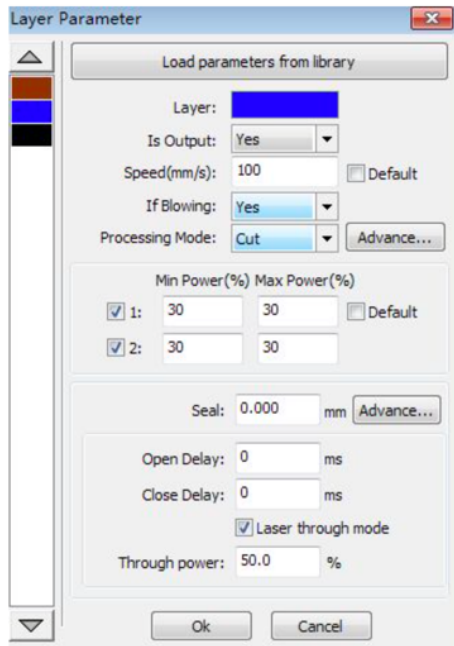 Layer Parameter
Load parameters from library
Layer:
Is Output: Yes
Speed(mm/s): 100 Default
If Blowing: Yes
Processing Mode: Cut Advance...
Min Power(%) Max Power(%)
1: 30 30 Default
2: 30 30
Seal: 0.000 mm Advance...
Open Delay: 0 ms
Close Delay: 0 ms
Laser through mode
Through power: 50.0 %
Ok Cancel